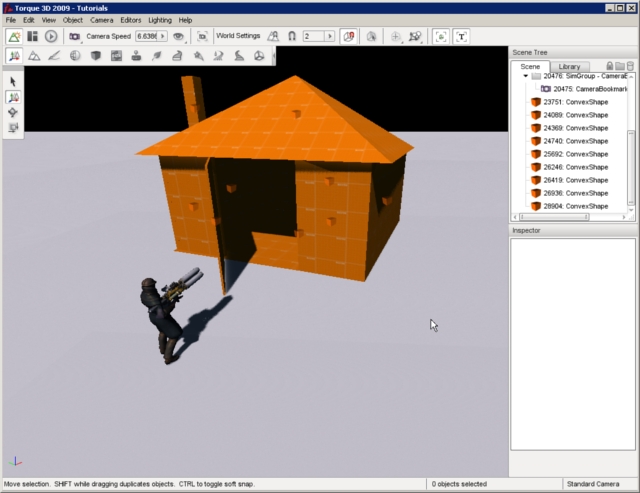 Torque 3D 2009 - Tutorials
File Edit View Object Camera Editors Lighting Help
Camera Speed 6.6386 World Settings 2
Scene Tree
Scene Library
20476: SimGroup - CameraB
20475: CameraBookmark
23751: ConvexShape
24089: ConvexShape
24369: ConvexShape
24740: ConvexShape
25692: ConvexShape
26246: ConvexShape
26419: ConvexShape
26936: ConvexShape
28904: ConvexShape
Inspector
Move selection. SHIFT while dragging duplicates objects. CTRL to toggle soft snap.
0 objects selected
Standard Camera